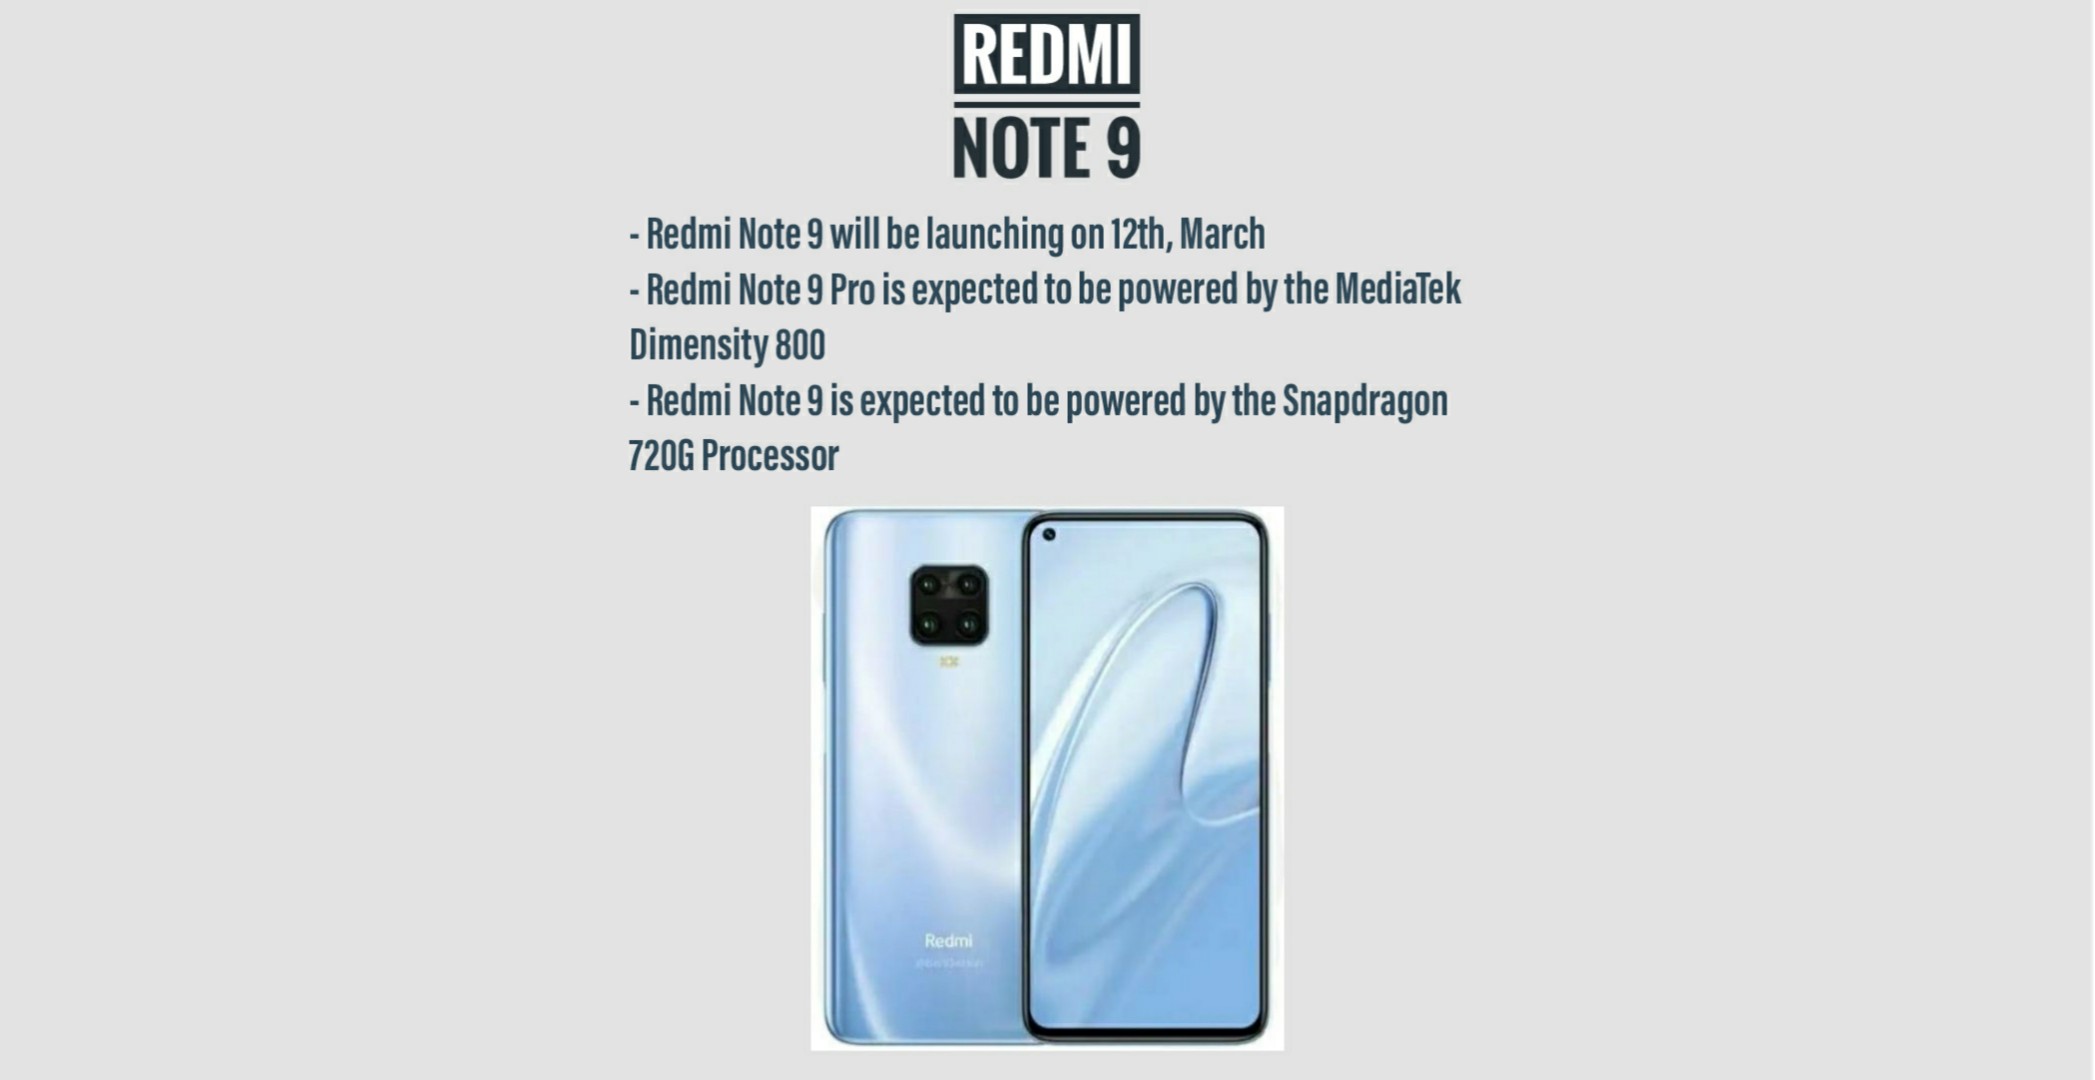 REDMI
NOTE 9
- Redmi Note 9 will be launching on 12th, March
- Redmi Note 9 Pro is expected to be powered by the MediaTek
Dimensity 800
- Redmi Note 9 is expected to be powered by the Snapdragon
720G Processor
Redmi